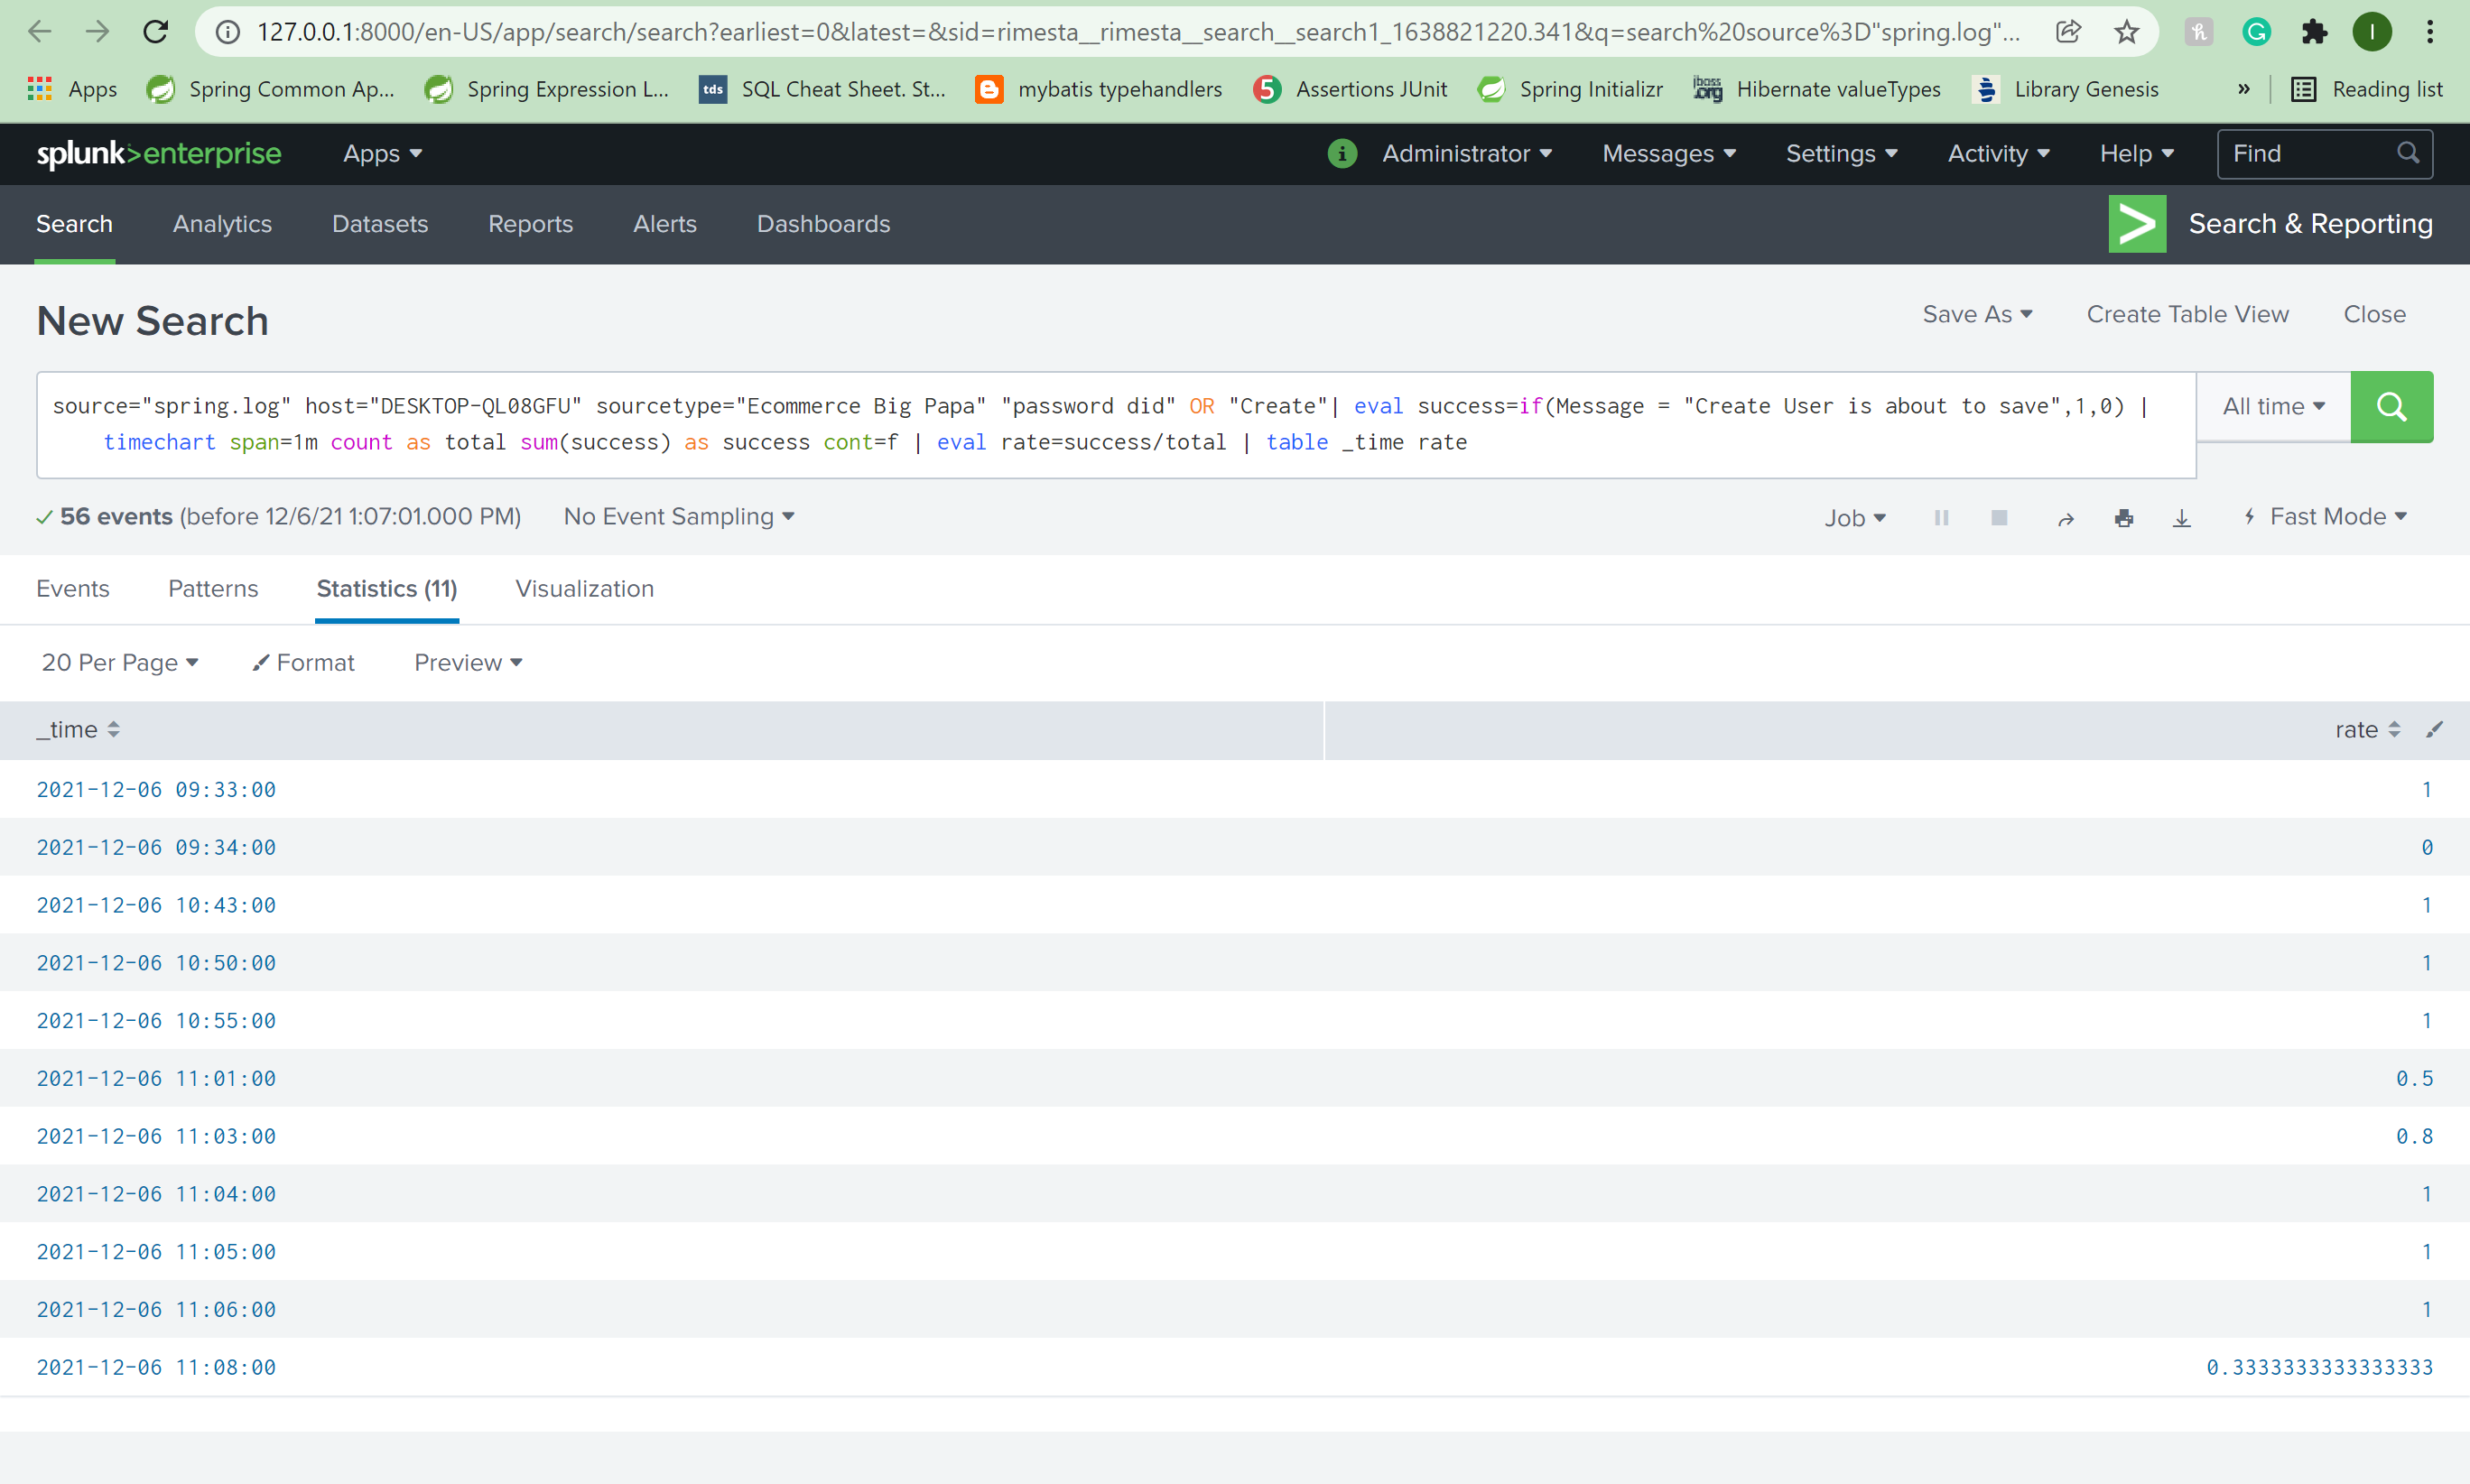 127.0.0.1:8000/en-US/app/search/search?earliest=0&latest=&sid=rimesta__rimesta__search__search1_1638821220.341&q=search%20source%3D"spring.log"...
I
Apps Spring Common Ap... Spring Expression L... tds SQL Cheat Sheet. St... mybatis typehandlers 5 Assertions JUnit Spring Initializr jboss.org Hibernate valueTypes Library Genesis » Reading list
splunk>enterprise Apps i Administrator Messages Settings Activity Help Find
Search Analytics Datasets Reports Alerts Dashboards > Search & Reporting
New Search Save As Create Table View Close
source="spring.log" host="DESKTOP-QL08GFU" sourcetype="Ecommerce Big Papa" "password did" OR "Create"| eval success=if(Message = "Create User is about to save",1,0) | All time
timechart span=1m count as total sum(success) as success cont=f | eval rate=success/total | table _time rate
56 events (before 12/6/21 1:07:01.000 PM) No Event Sampling Job Fast Mode
Events Patterns Statistics (11) Visualization
20 Per Page Format Preview
_time rate
2021-12-06 09:33:00 1
2021-12-06 09:34:00 0
2021-12-06 10:43:00 1
2021-12-06 10:50:00 1
2021-12-06 10:55:00 1
2021-12-06 11:01:00 0.5
2021-12-06 11:03:00 0.8
2021-12-06 11:04:00 1
2021-12-06 11:05:00 1
2021-12-06 11:06:00 1
2021-12-06 11:08:00 0.3333333333333333